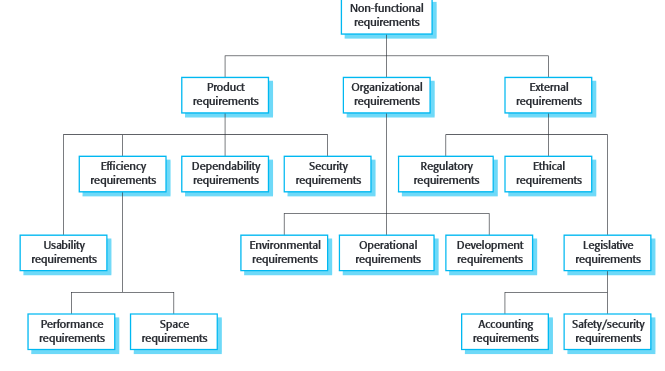 Non-functional
requirements
Product
requirements
Organizational
requirements
External
requirements
Efficiency
requirements
Dependability
requirements
Security
requirements
Regulatory
requirements
Ethical
requirements
Usability
requirements
Environmental
requirements
Operational
requirements
Development
requirements
Legislative
requirements
Performance
requirements
Space
requirements
Accounting
requirements
Safety/security
requirements